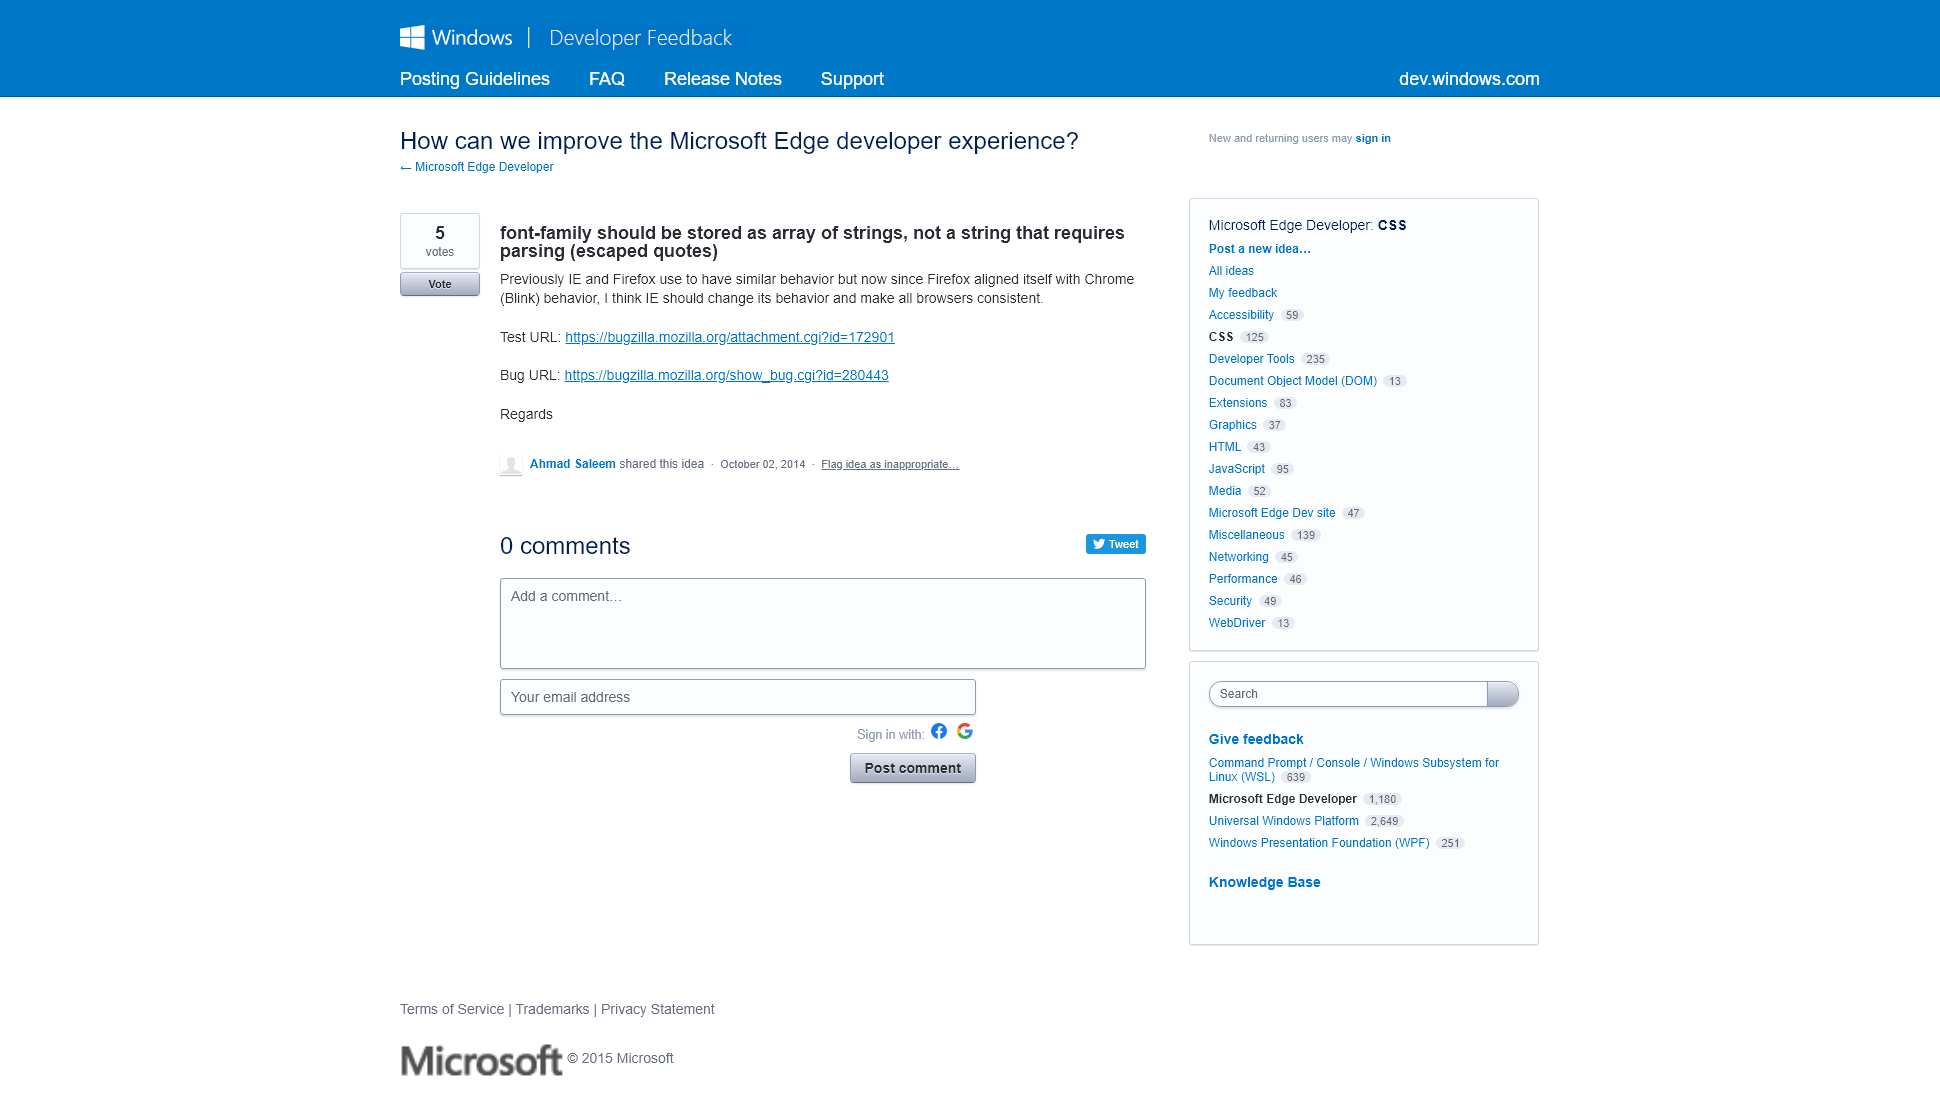 Windows | Developer Feedback
Posting Guidelines FAQ Release Notes Support dev.windows.com
How can we improve the Microsoft Edge developer experience?
← Microsoft Edge Developer
New and returning users may sign in
5
votes
Vote
font-family should be stored as array of strings, not a string that requires
parsing (escaped quotes)
Previously IE and Firefox use to have similar behavior but now since Firefox aligned itself with Chrome
(Blink) behavior, I think IE should change its behavior and make all browsers consistent.
Test URL: https://bugzilla.mozilla.org/attachment.cgi?id=172901
Bug URL: https://bugzilla.mozilla.org/show_bug.cgi?id=280443
Regards
Ahmad Saleem shared this idea · October 02, 2014 · Flag idea as inappropriate…
0 comments
Tweet
Add a comment…
Your email address
Sign in with:
Post comment
Microsoft Edge Developer: CSS
Post a new idea…
All ideas
My feedback
Accessibility 59
CSS 125
Developer Tools 235
Document Object Model (DOM) 13
Extensions 83
Graphics 37
HTML 43
JavaScript 95
Media 52
Microsoft Edge Dev site 47
Miscellaneous 139
Networking 45
Performance 46
Security 49
WebDriver 13
Search
Give feedback
Command Prompt / Console / Windows Subsystem for
Linux (WSL) 639
Microsoft Edge Developer 1,180
Universal Windows Platform 2,649
Windows Presentation Foundation (WPF) 251
Knowledge Base
Terms of Service | Trademarks | Privacy Statement
Microsoft © 2015 Microsoft